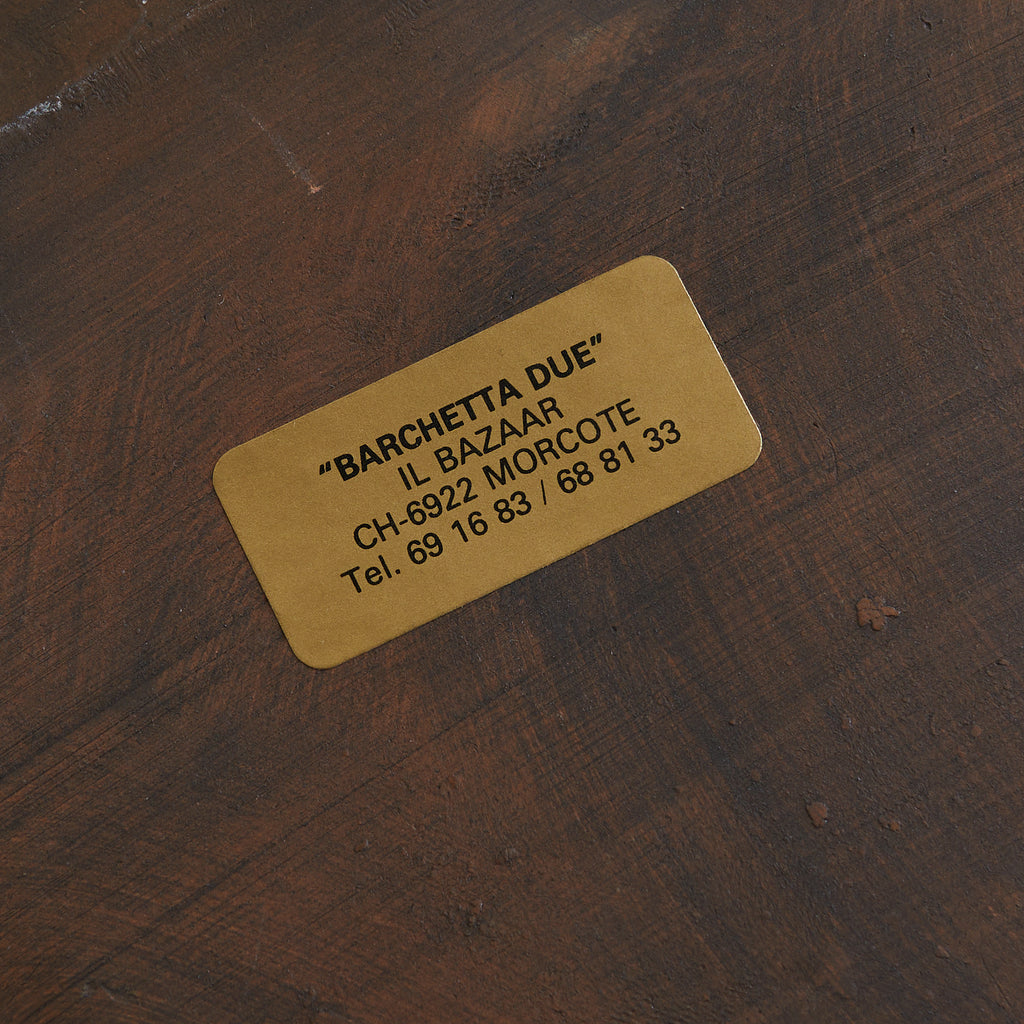 "BARCHETTA DUE"
IL BAZAAR
CH-6922 MORCOTE
Tel. 69 16 83 / 68 81 33